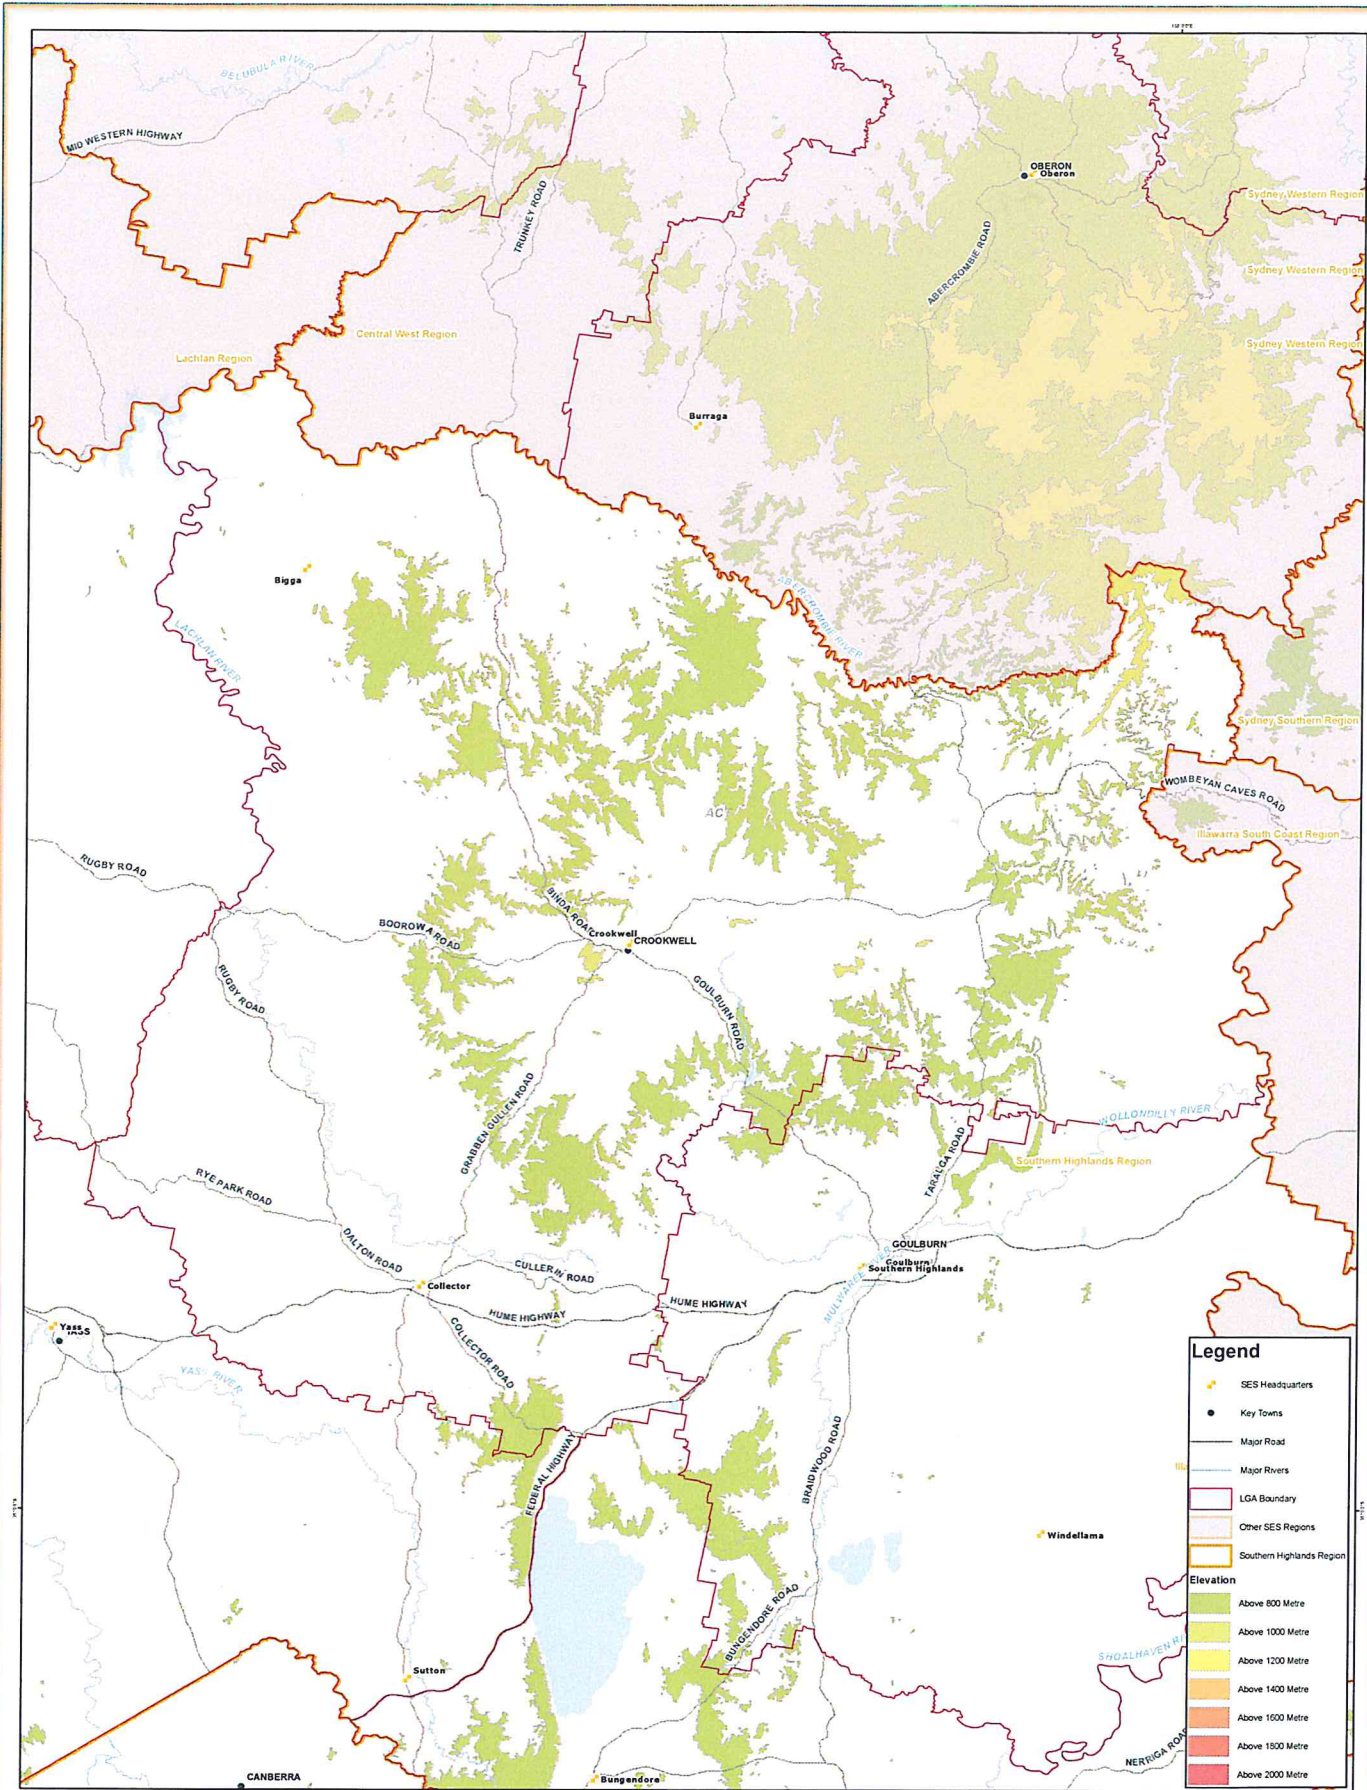 BELUBULA RIVER
MID WESTERN HIGHWAY
TRUNKEY ROAD
OBERON
Oberon
Sydney Western Region
ABERCROMBIE ROAD
Sydney Western Region
Central West Region
Lachlan Region
Sydney Western Region
Burraga
Bigga
ABERCROMBIE RIVER
LACHLAN RIVER
Sydney Southern Region
WOMBEYAN CAVES ROAD
ACT
Illawarra South Coast Region
RUGBY ROAD
BINDA ROAD
BOOROWA ROAD
Crookwell
CROOKWELL
RUGBY ROAD
GOULBURN ROAD
GRABBEN GULLEN ROAD
WOLLONDILLY RIVER
TARALGA ROAD
Southern Highlands Region
RYE PARK ROAD
DALTON ROAD
GOULBURN
CULLERIN ROAD
Goulburn
Southern Highlands
Collector
MULWAREE RIVER
HUME HIGHWAY
HUME HIGHWAY
Yass
YASS
COLLECTOR ROAD
YASS RIVER
BRAIDWOOD ROAD
FEDERAL HIGHWAY
Windellama
BUNGENDORE ROAD
SHOALHAVEN RI
Sutton
NERRIGA ROAD
CANBERRA
Bungendore
Legend
SES Headquarters
Key Towns
Major Road
Major Rivers
LGA Boundary
Other SES Regions
Southern Highlands Region
Elevation
Above 800 Metre
Above 1000 Metre
Above 1200 Metre
Above 1400 Metre
Above 1600 Metre
Above 1800 Metre
Above 2000 Metre